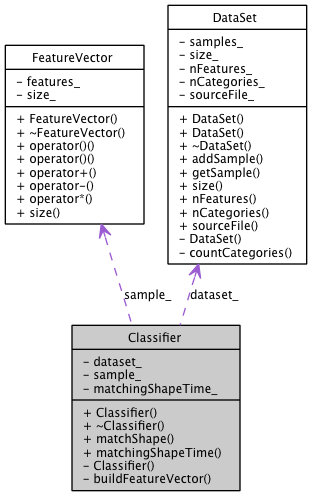 FeatureVector
- features_
- size_
+ FeatureVector()
+ ~FeatureVector()
+ operator()()
+ operator()()
+ operator+()
+ operator-()
+ operator*()
+ size()
DataSet
- samples_
- size_
- nFeatures_
- nCategories_
- sourceFile_
+ DataSet()
+ DataSet()
+ ~DataSet()
+ addSample()
+ getSample()
+ size()
+ nFeatures()
+ nCategories()
+ sourceFile()
- DataSet()
- countCategories()
sample_
dataset_
Classifier
- dataset_
- sample_
- matchingShapeTime_
+ Classifier()
+ ~Classifier()
+ matchShape()
+ matchingShapeTime()
- Classifier()
- buildFeatureVector()